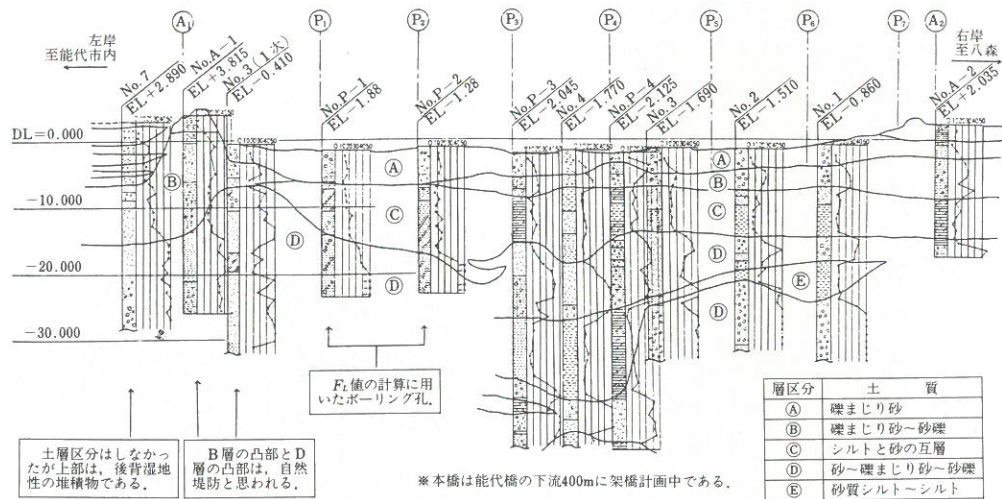 A₁
P₁
P₂
P₃
P₄
P₅
P₆
P₇
A₂
左岸
至能代市内
右岸
至八森
No. 7
EL+2.890
No.A-1
EL+3.815
No.3(1次)
EL-0.410
No.P-1
EL-1.88
No.P-2
EL-1.28
No.P-3
EL-2.045
No.4
EL-1.770
No.P-4
EL-2.125
No.3
EL-1.690
No.2
EL-1.510
No.1
EL-0.860
No.A-2
EL+2.035
DL=0.000
-10.000
-20.000
-30.000
Ⓐ
Ⓐ
Ⓑ
Ⓑ
Ⓒ
Ⓒ
Ⓓ
Ⓓ
Ⓓ
Ⓓ
Ⓔ
FL値の計算に用
いたボーリング孔.
土層区分はしなかっ
たが上部は,後背湿地
性の堆積物である.
B層の凸部とD
層の凸部は,自然
堤防と思われる.
※本橋は能代橋の下流400mに架橋計画中である.
層区分 土 質
Ⓐ 礫まじり砂
Ⓑ 礫まじり砂~砂礫
Ⓒ シルトと砂の互層
Ⓓ 砂~礫まじり砂~砂礫
Ⓔ 砂質シルト~シルト